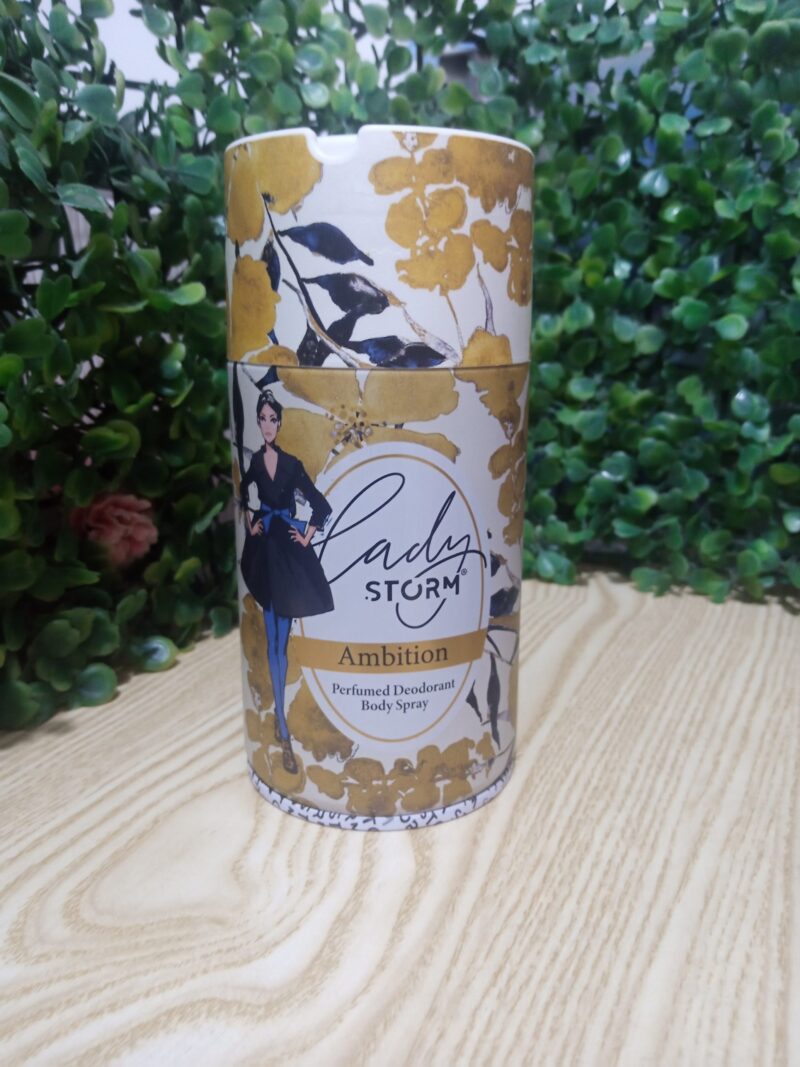 Lady
STORM®
Ambition
Perfumed Deodorant
Body Spray